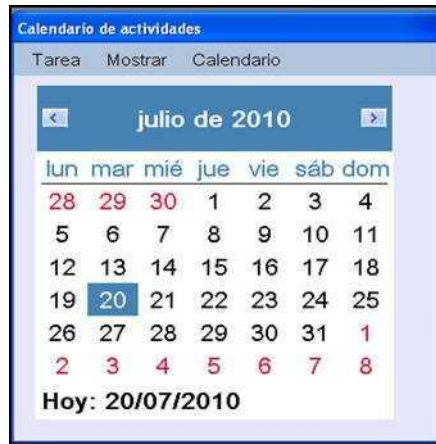 Calendario de actividades
Tarea Mostrar Calendario
< julio de 2010 >
lun mar mié jue vie sáb dom
28 29 30 1 2 3 4
5 6 7 8 9 10 11
12 13 14 15 16 17 18
19 20 21 22 23 24 25
26 27 28 29 30 31 1
2 3 4 5 6 7 8
Hoy: 20/07/2010